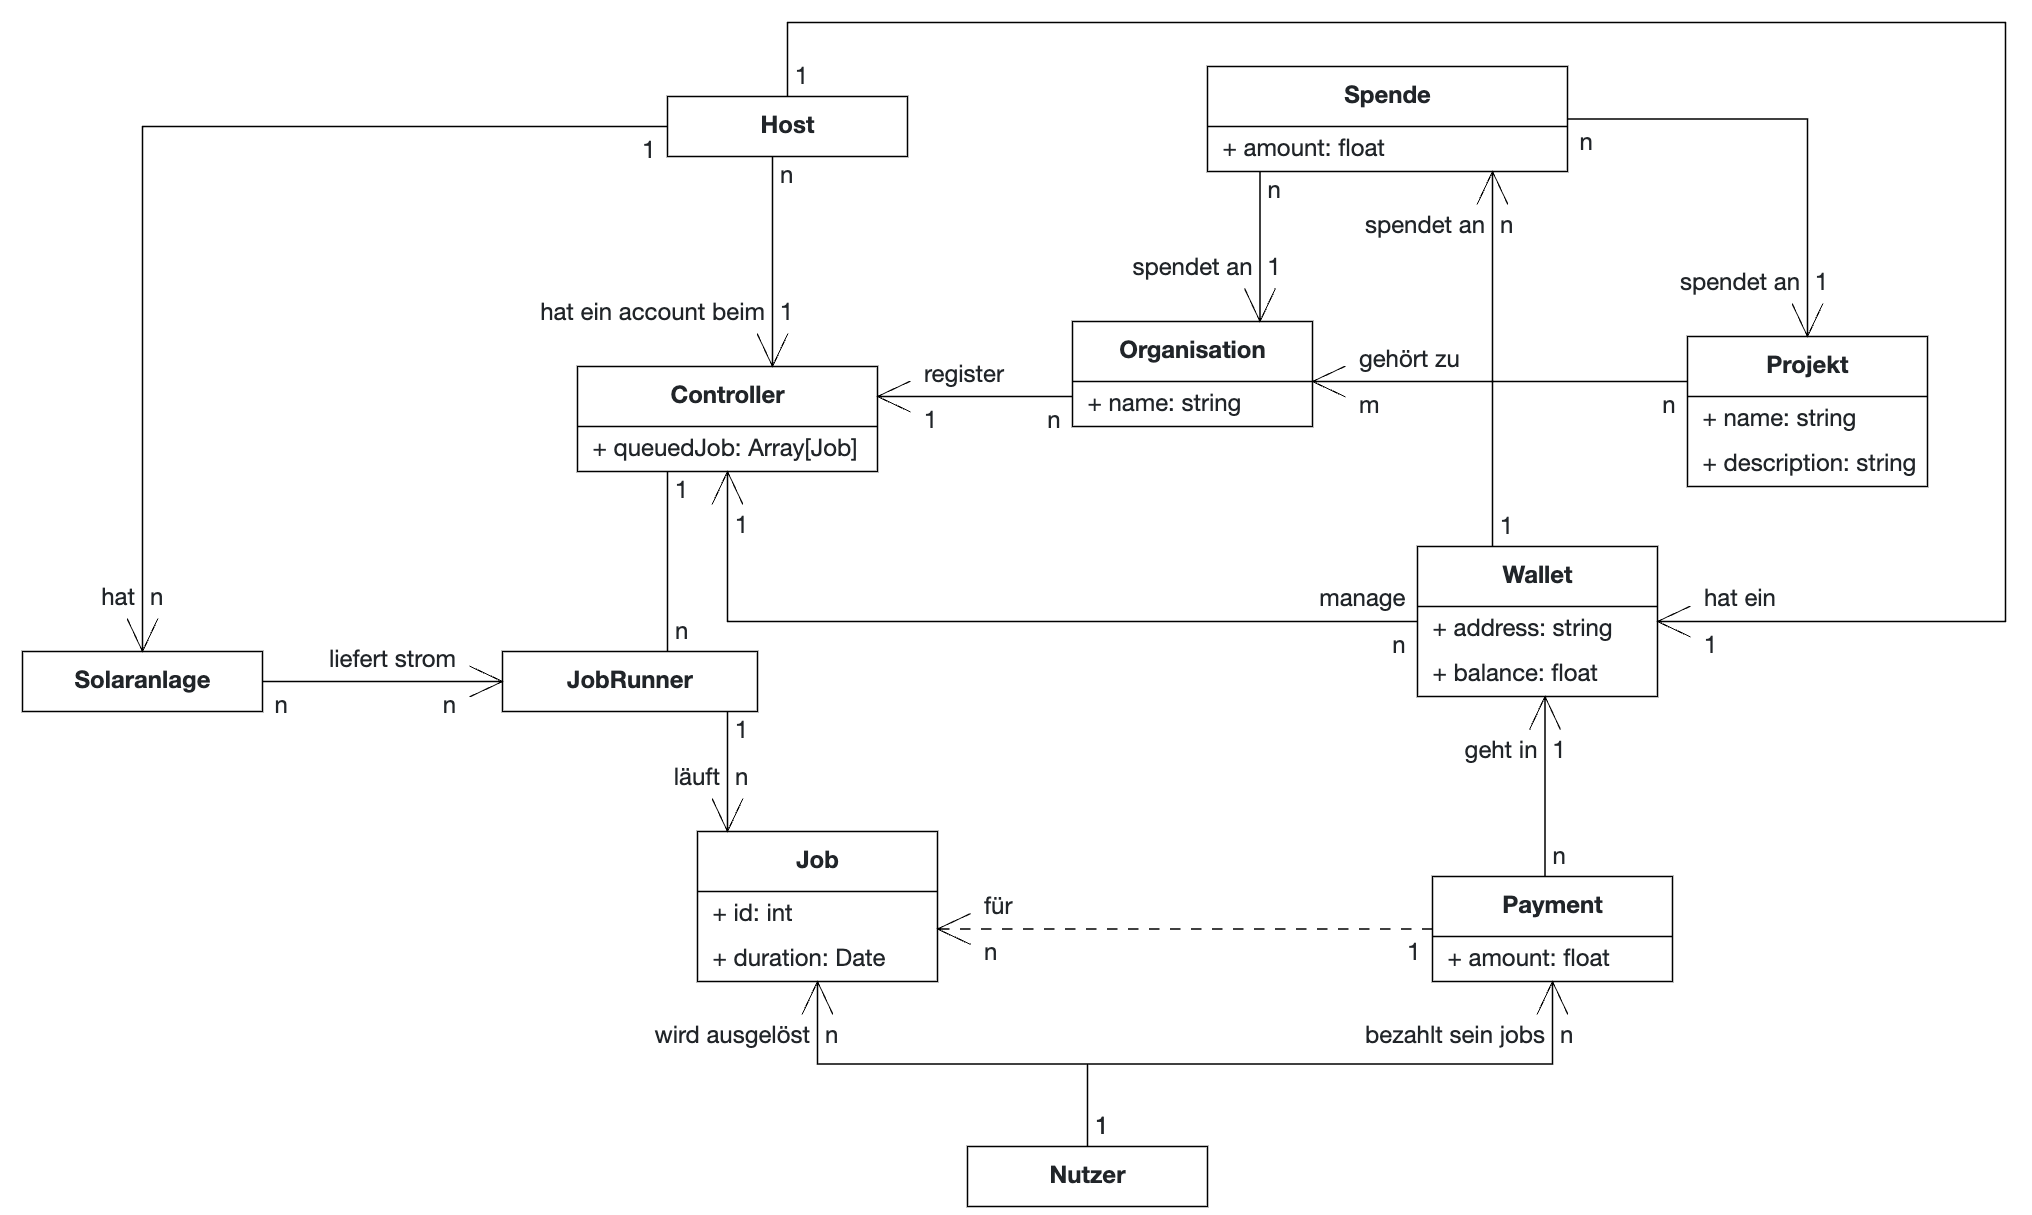 1
Host
1
n
Spende
+ amount: float
n
n
spendet an
n
spendet an
1
spendet an
1
hat ein account beim
1
Organisation
+ name: string
gehört zu
m
n
Projekt
+ name: string
+ description: string
register
1
n
Controller
+ queuedJob: Array[Job]
1
1
1
Wallet
+ address: string
+ balance: float
manage
n
hat ein
1
hat
n
n
Solaranlage
liefert strom
n
n
JobRunner
1
läuft
n
geht in
1
n
Job
+ id: int
+ duration: Date
für
n
1
Payment
+ amount: float
wird ausgelöst
n
bezahlt sein jobs
n
1
Nutzer